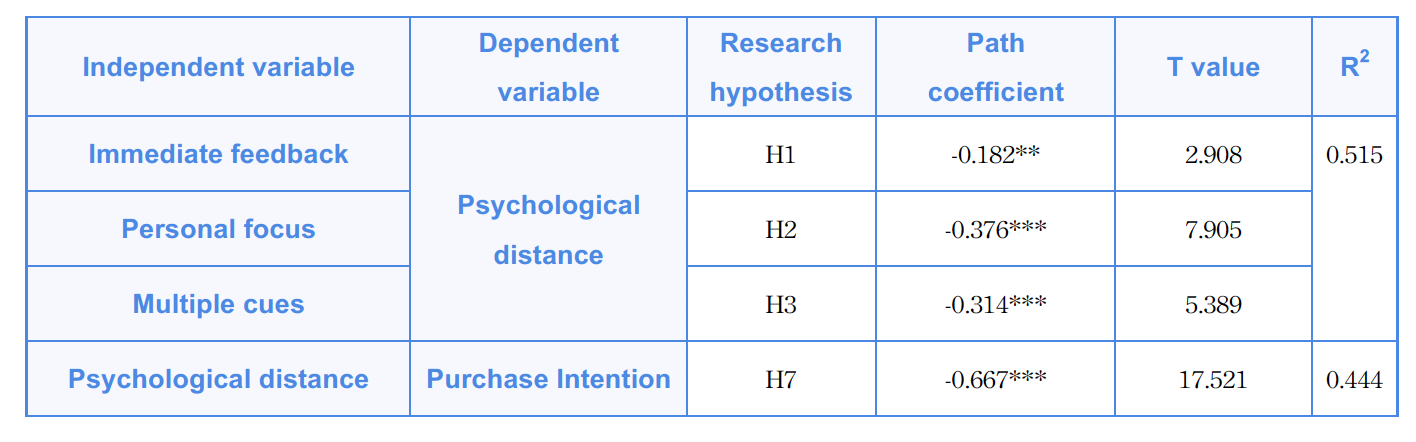 Independent variable
Dependent
variable
Research
hypothesis
Path
coefficient
T value
R²
Immediate feedback
Psychological
distance
H1
-0.182**
2.908
0.515
Personal focus
H2
-0.376***
7.905
Multiple cues
H3
-0.314***
5.389
Psychological distance
Purchase Intention
H7
-0.667***
17.521
0.444